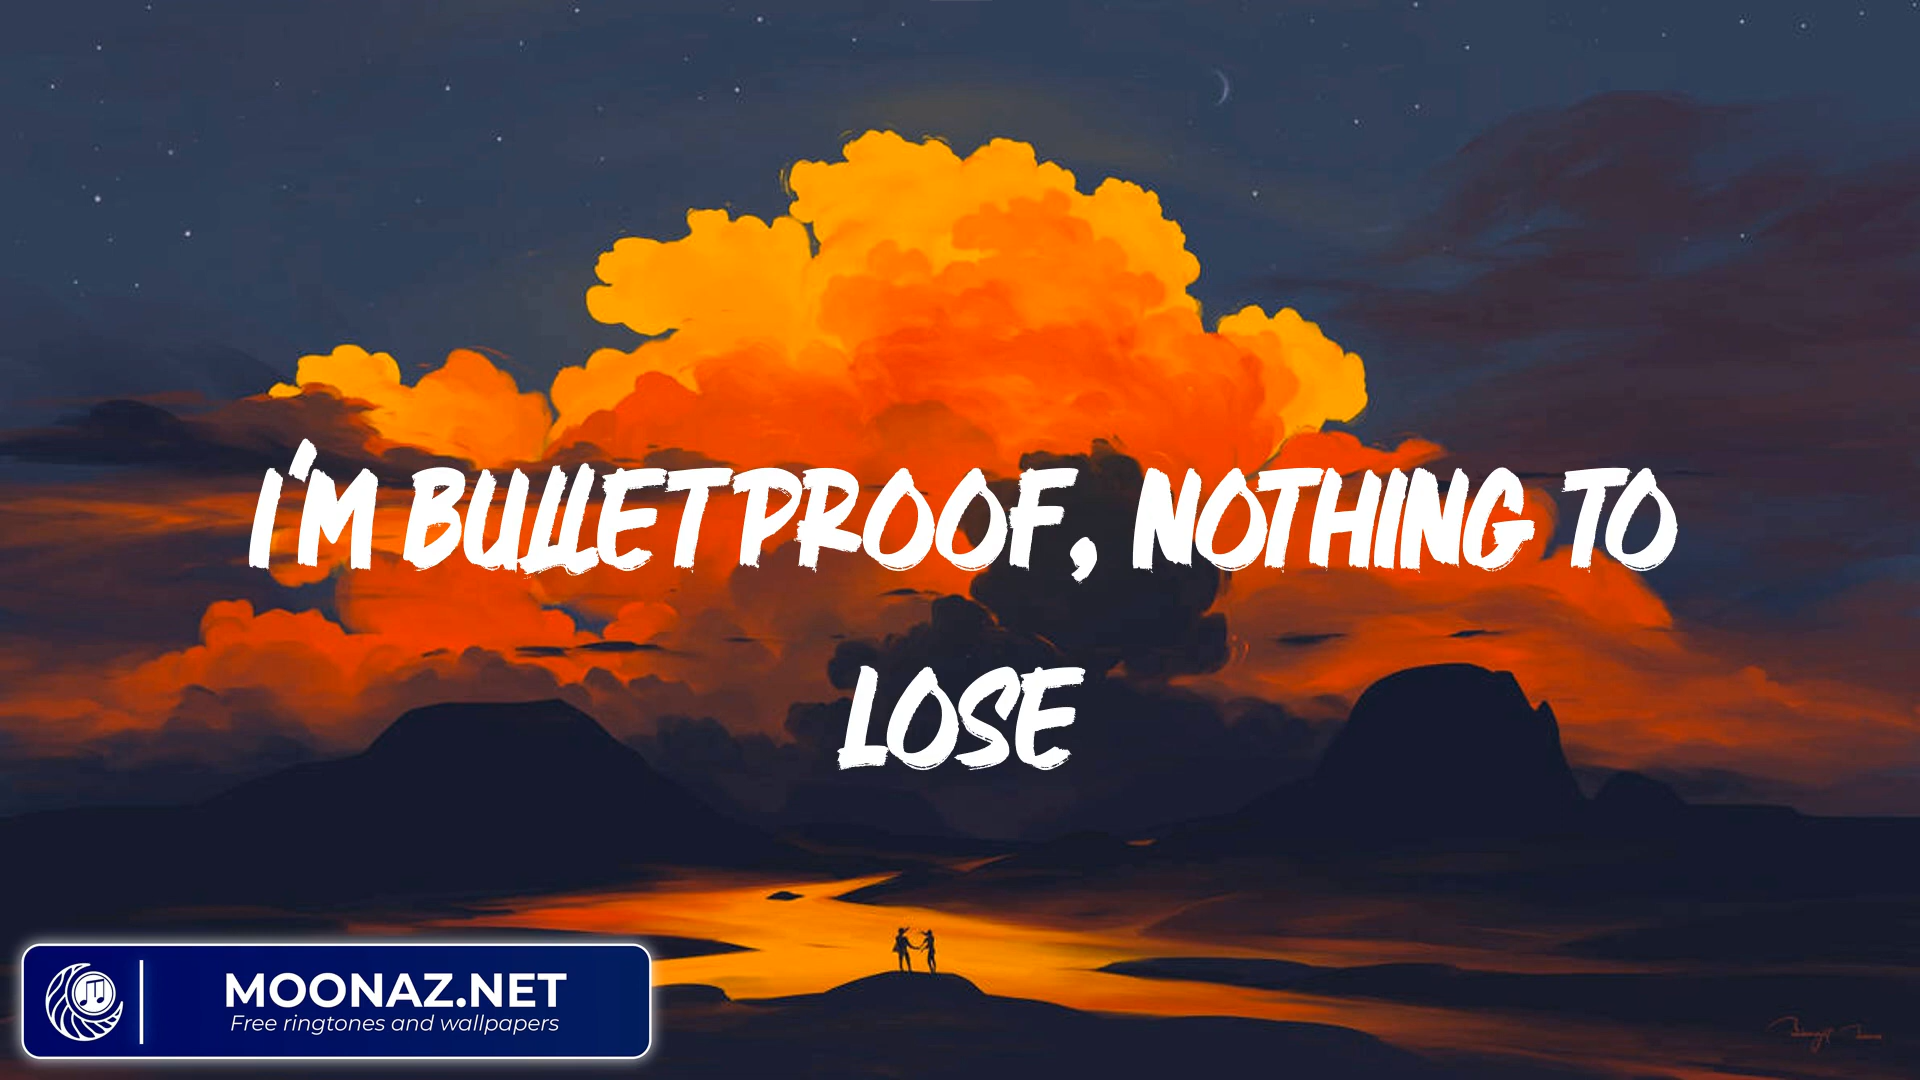 I'M BULLETPROOF, NOTHING TO
LOSE
MOONAZ.NET
Free ringtones and wallpapers